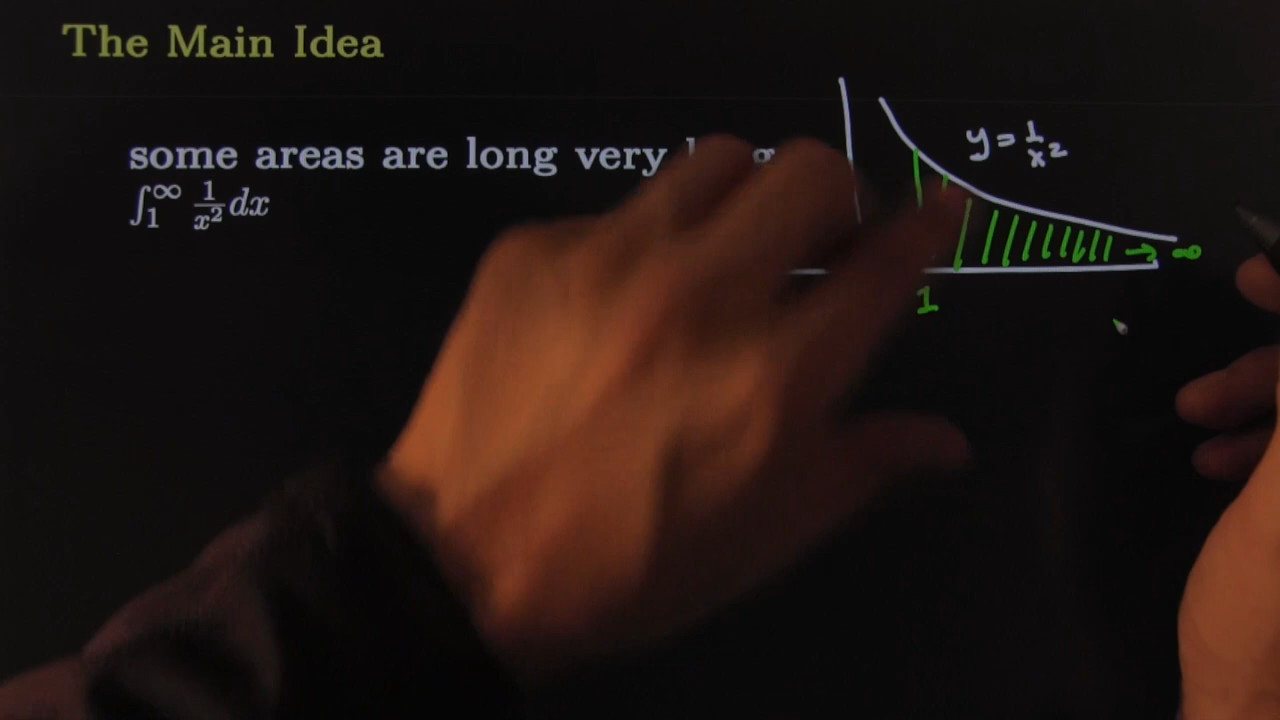 The Main Idea
some areas are long very
∫₁^∞ 1/x² dx
y = 1/x²
→ ∞
1